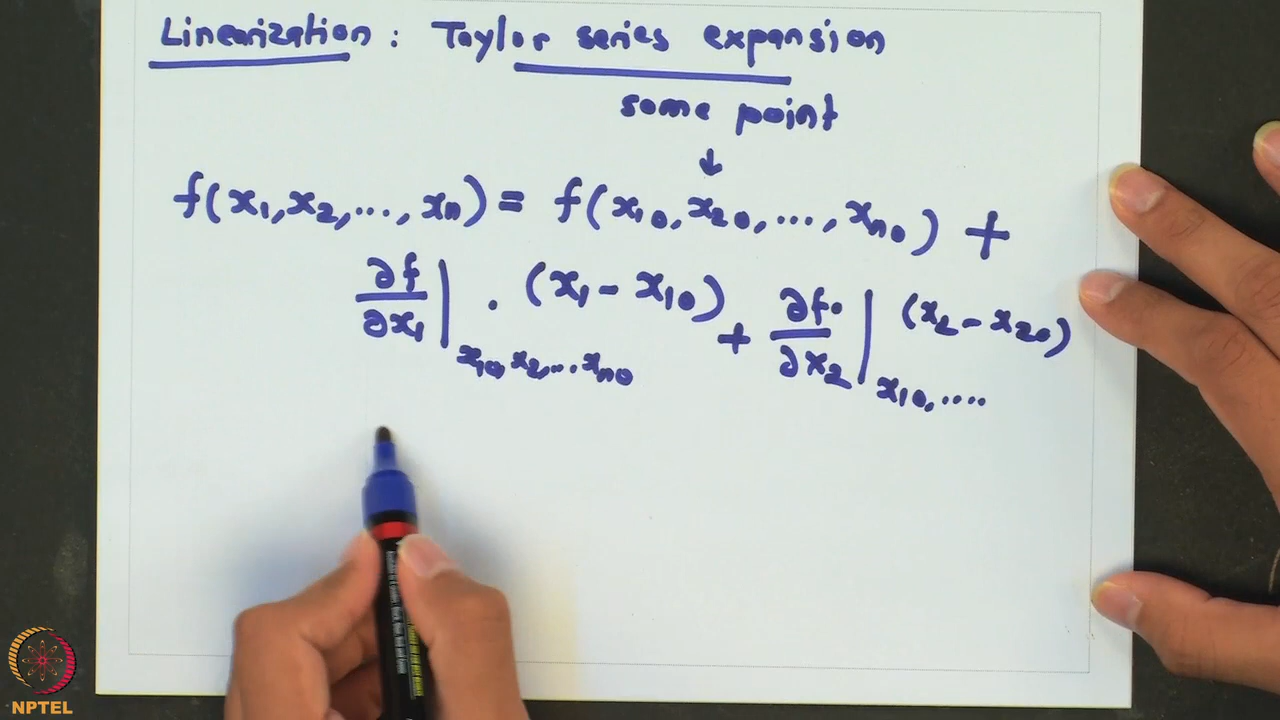 Linearization: Taylor series expansion
some point
↓
f(x₁,x₂,...,xn) = f(x₁₀,x₂₀,...,xn₀) +
∂f/∂x₁ |x₁₀,x₂,...xn₀ . (x₁ - x₁₀) + ∂f/∂x₂ |x₁₀,.... (x₂ - x₂₀)
NPTEL